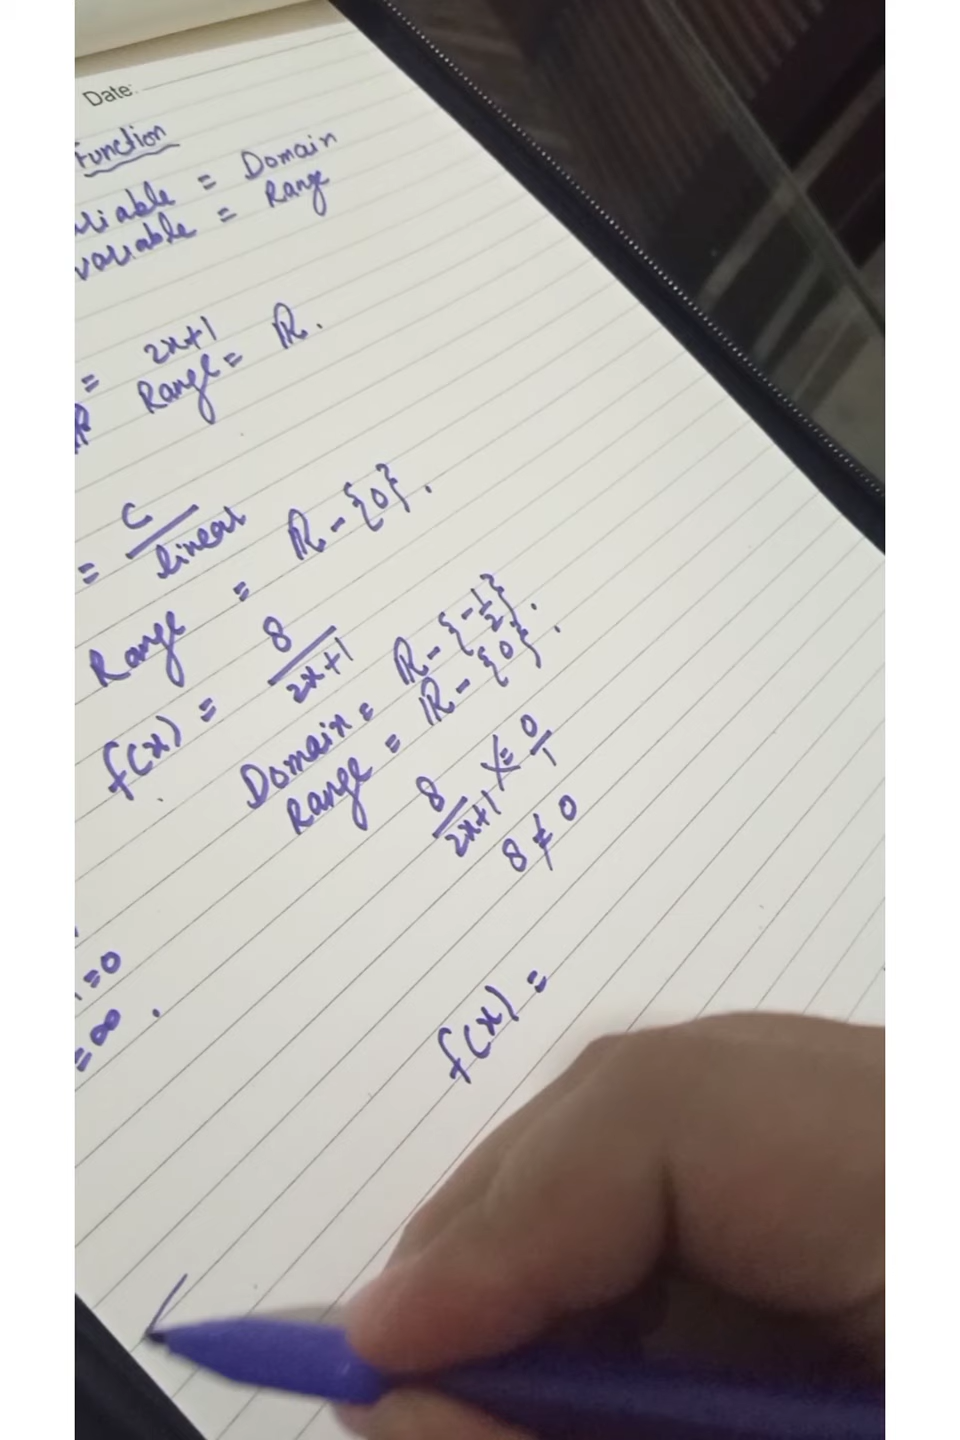 Date:
Function
= Domain
variable = Range
= 2x+1
Range = ℝ.
= C/linear
Range = ℝ - {0}.
f(x) = 8/2x+1
Domain = ℝ - {-1/2}.
Range = ℝ - {0}.
8/2x+1 ≠ 0/1
8 ≠ 0
=0
=∞.
f(x) =